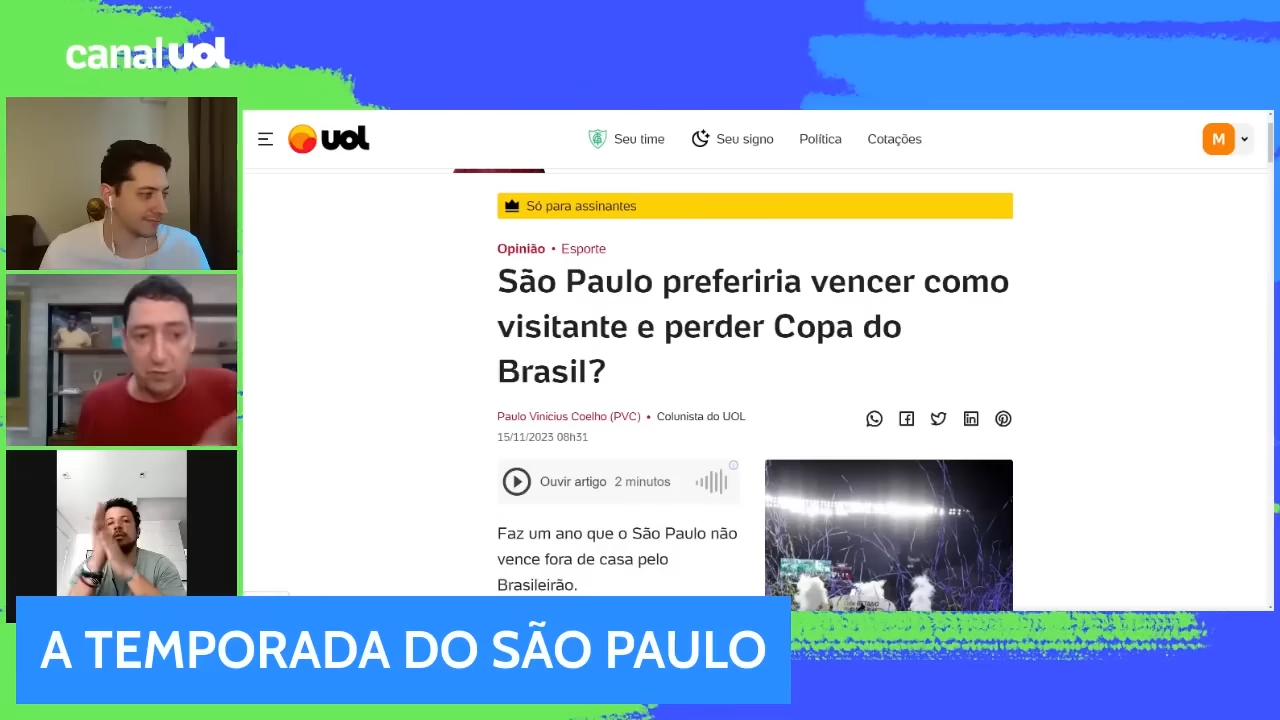 canal uol
uol
Seu time
Seu signo
Política
Cotações
M
Só para assinantes
Opinião • Esporte
São Paulo preferiria vencer como
visitante e perder Copa do
Brasil?
Paulo Vinicius Coelho (PVC) • Colunista do UOL
15/11/2023 08h31
Ouvir artigo 2 minutos
Faz um ano que o São Paulo não
vence fora de casa pelo
Brasileirão.
A TEMPORADA DO SÃO PAULO